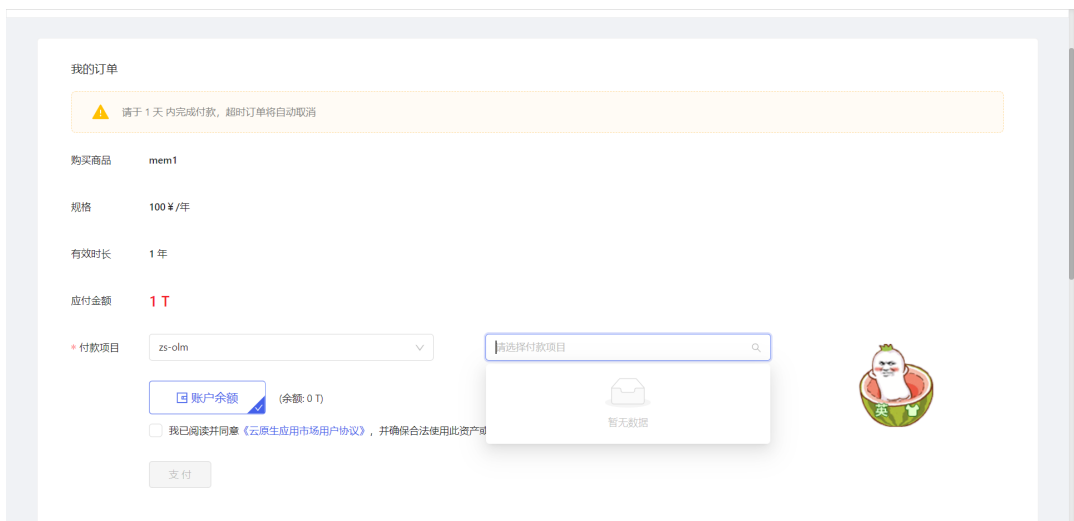 我的订单
请于 1 天 内完成付款，超时订单将自动取消
购买商品 mem1
规格 100 ¥ /年
有效时长 1 年
应付金额 1 T
* 付款项目 zs-olm 请选择付款项目
账户余额 (余额: 0 T)
暂无数据
我已阅读并同意《云原生应用市场用户协议》，并确保合法使用此资产或
支 付
英